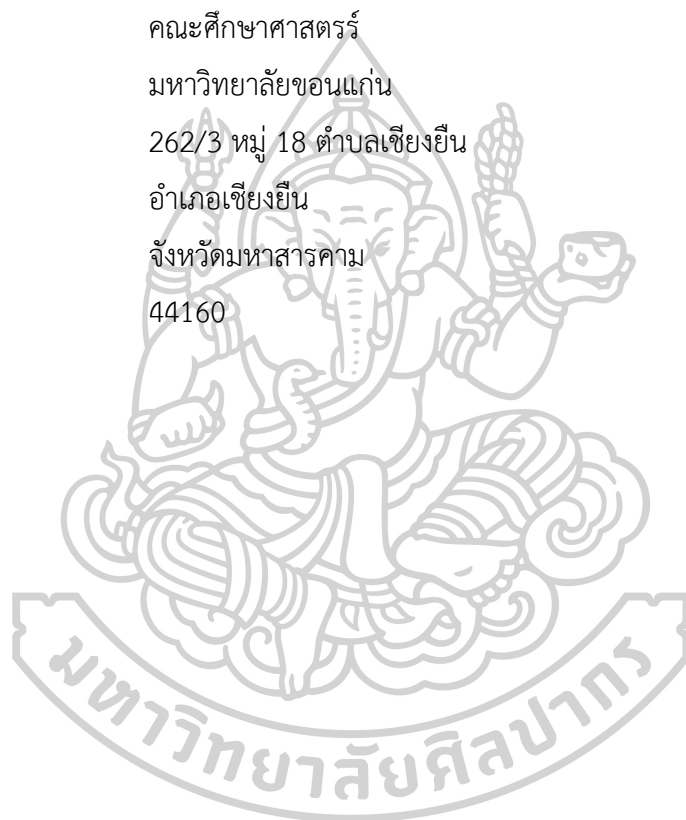 คณะศึกษาศาสตรร์
มหาวิทยาลัยขอนแก่น
262/3 หมู่ 18 ตำบลเชียงยืน
อำเภอเชียงยืน
จังหวัดมหาสารคาม
44160
มหาวิทยาลัยศิลปากร